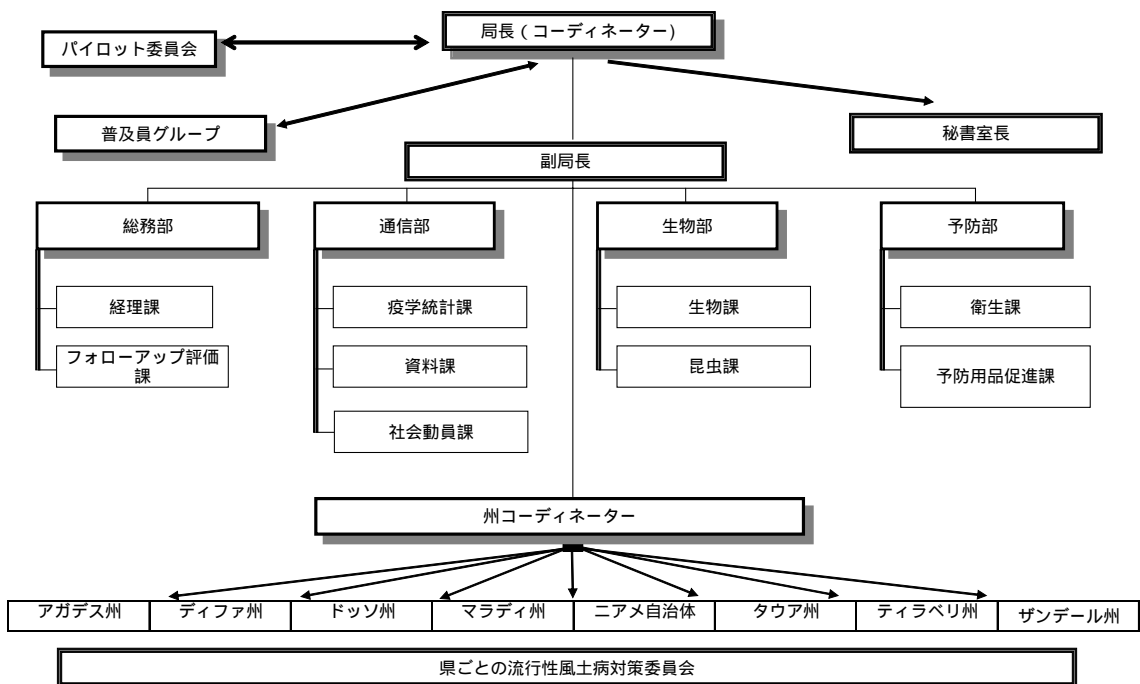 局長（コーディネーター）
パイロット委員会
普及員グループ
秘書室長
副局長
総務部
通信部
生物部
予防部
経理課
疫学統計課
生物課
衛生課
フォローアップ評価
課
資料課
昆虫課
予防用品促進課
社会動員課
州コーディネーター
アガデス州
ディファ州
ドッソ州
マラディ州
ニアメ自治体
タウア州
ティラベリ州
ザンデール州
県ごとの流行性風土病対策委員会